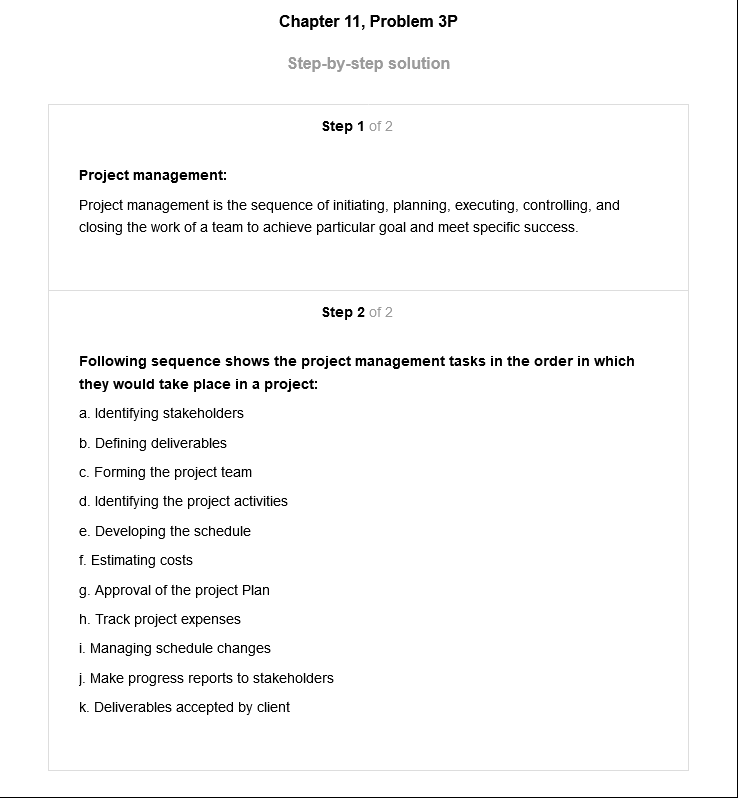 Chapter 11, Problem 3P
Step-by-step solution
Step 1 of 2
Project management:
Project management is the sequence of initiating, planning, executing, controlling, and
closing the work of a team to achieve particular goal and meet specific success.
Step 2 of 2
Following sequence shows the project management tasks in the order in which
they would take place in a project:
a. Identifying stakeholders
b. Defining deliverables
c. Forming the project team
d. Identifying the project activities
e. Developing the schedule
f. Estimating costs
g. Approval of the project Plan
h. Track project expenses
i. Managing schedule changes
j. Make progress reports to stakeholders
k. Deliverables accepted by client